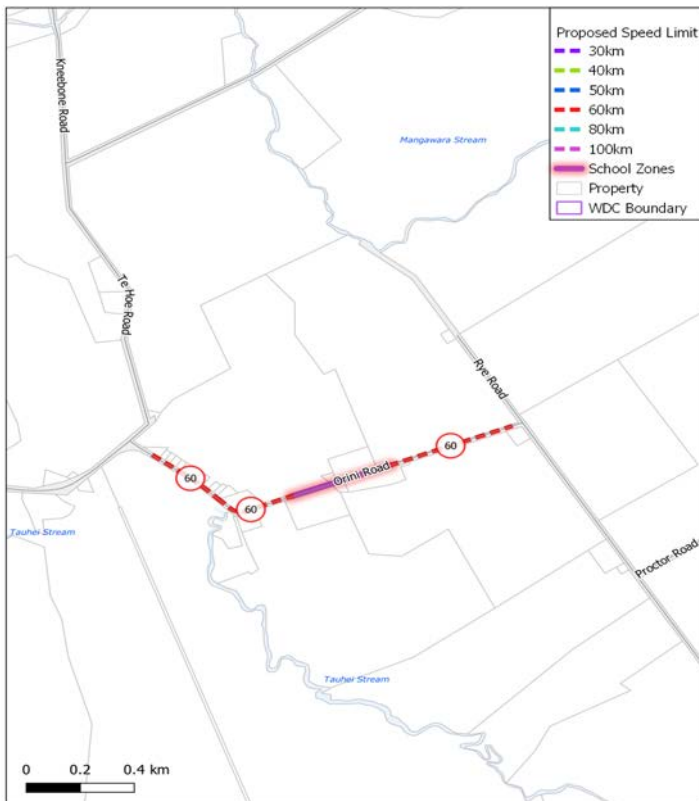 Proposed Speed Limit
30km
40km
50km
60km
80km
100km
School Zones
Property
WDC Boundary
Kneebone Road
Mangawara Stream
Te Hoe Road
Rye Road
60
Orini Road
60
60
Tauhei Stream
Proctor Road
Tauhei Stream
0 0.2 0.4 km